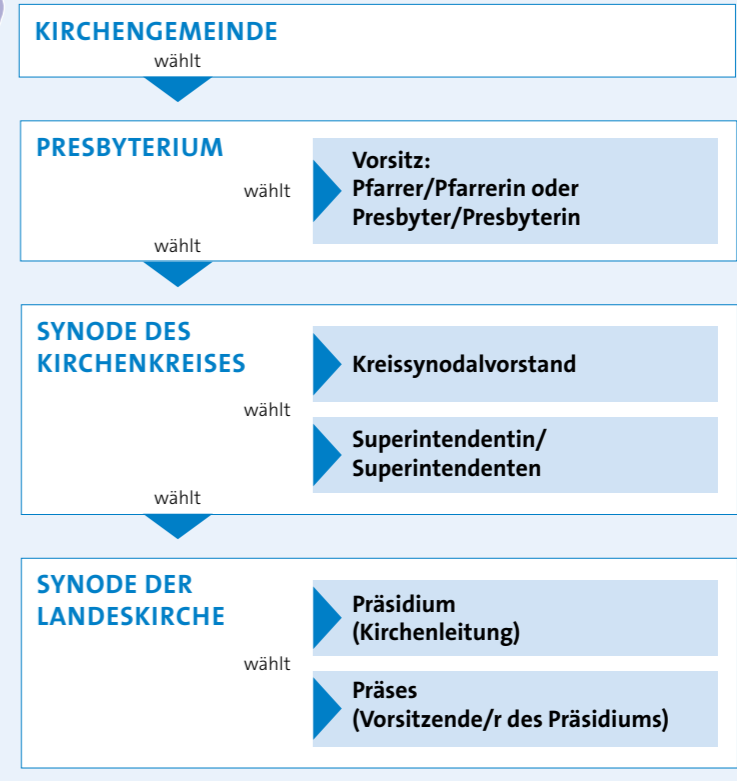 KIRCHENGEMEINDE
wählt
PRESBYTERIUM
wählt
Vorsitz:
Pfarrer/Pfarrerin oder
Presbyter/Presbyterin
wählt
SYNODE DES
KIRCHENKREISES
wählt
Kreissynodalvorstand
Superintendentin/
Superintendenten
wählt
SYNODE DER
LANDESKIRCHE
wählt
Präsidium
(Kirchenleitung)
Präses
(Vorsitzende/r des Präsidiums)